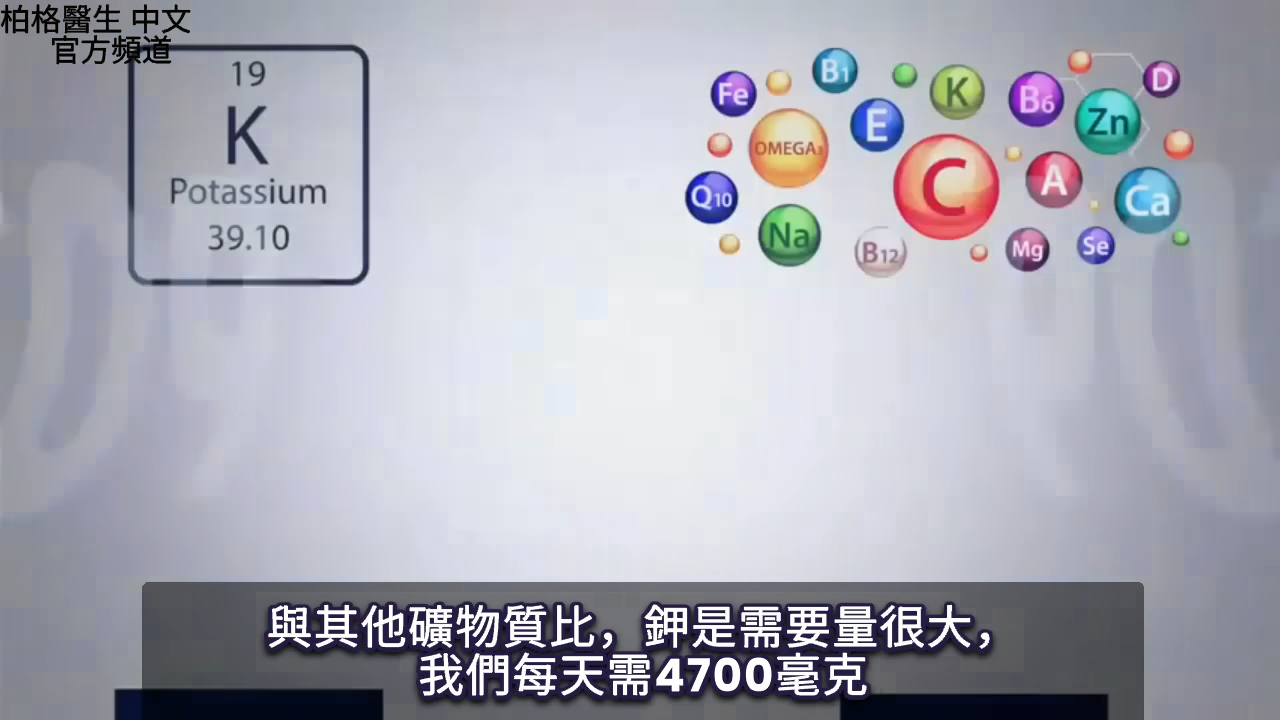 柏格醫生 中文
官方頻道
19
K
Potassium
39.10
Fe
B1
K
B6
D
Zn
E
OMEGA3
C
A
Q10
Ca
Na
B12
Mg
Se
與其他礦物質比，鉀是需要量很大，
我們每天需4700毫克